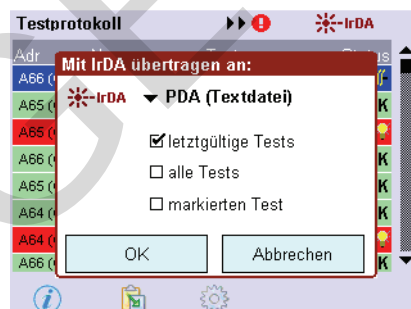 Testprotokoll IrDA
Adr
Mit IrDA übertragen an:
IrDA PDA (Textdatei)
letztgültige Tests
alle Tests
markierten Test
OK Abbrechen
A66 (
A65 ( K
A65 (
A66 ( K
A65 ( K
A64 ( K
A64 (
A66 ( K